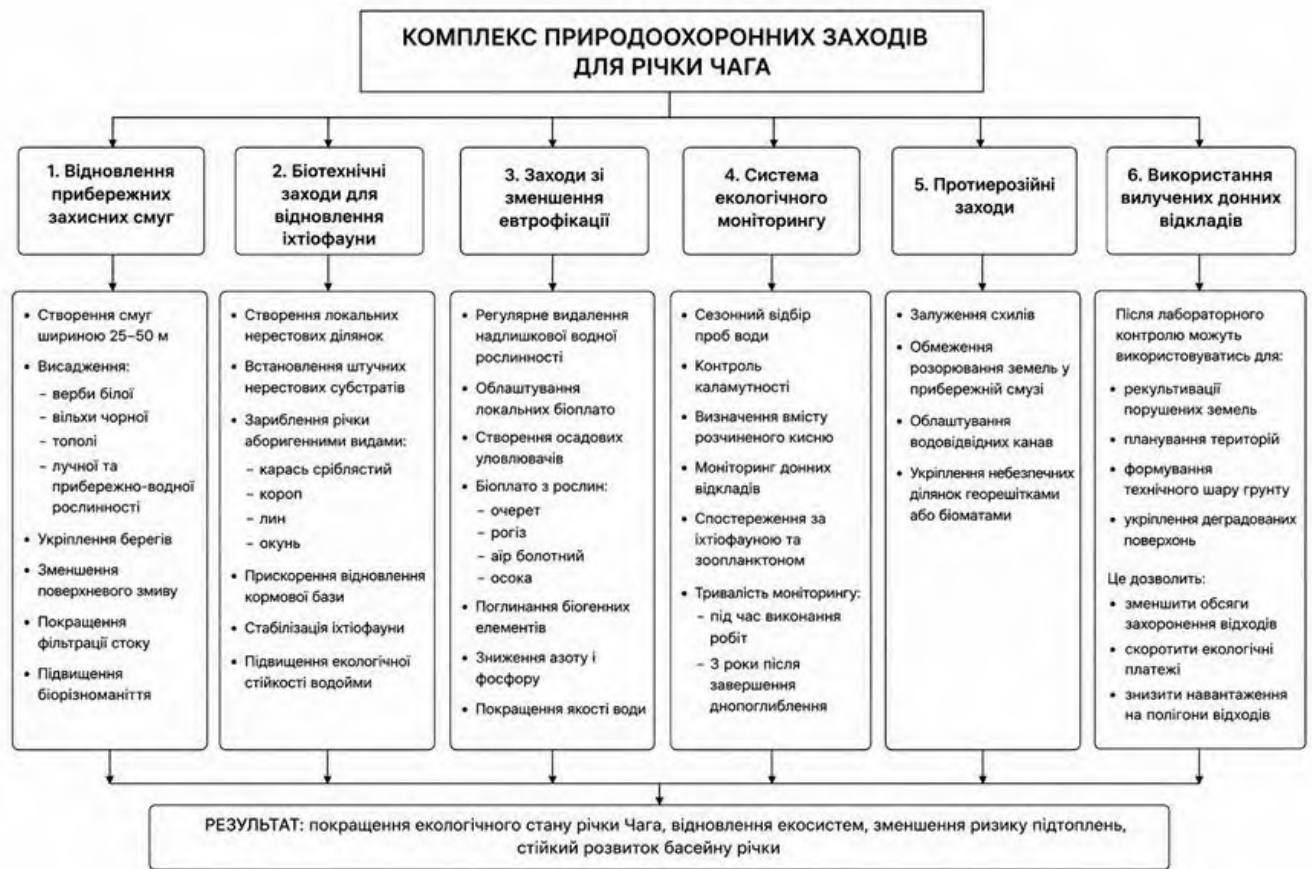 КОМПЛЕКС ПРИРОДООХОРОННИХ ЗАХОДІВ
ДЛЯ РІЧКИ ЧАГА
1. Відновлення
прибережних
захисних смуг
• Створення смуг
шириною 25–50 м
• Висадження:
– верби білої
– вільхи чорної
– тополі
– лучної та
прибережно-водної
рослинності
• Укріплення берегів
• Зменшення
поверхневого змиву
• Покращення
фільтрації стоку
• Підвищення
біорізноманіття
2. Біотехнічні
заходи для
відновлення
іхтіофауни
• Створення локальних
нерестових ділянок
• Встановлення штучних
нерестових субстратів
• Зариблення річки
аборигенними видами:
– карась сріблястий
– короп
– лин
– окунь
• Прискорення відновлення
кормової бази
• Стабілізація іхтіофауни
• Підвищення екологічної
стійкості водойми
3. Заходи зі
зменшення
евтрофікації
• Регулярне видалення
надлишкової водної
рослинності
• Облаштування
локальних біоплато
• Створення осадових
уловлювачів
• Біоплато з рослин:
– очерет
– рогіз
– аїр болотний
– осока
• Поглинання біогенних
елементів
• Зниження азоту і
фосфору
• Покращення якості води
4. Система
екологічного
моніторингу
• Сезонний відбір
проб води
• Контроль
каламутності
• Визначення вмісту
розчиненого кисню
• Моніторинг донних
відкладів
• Спостереження за
іхтіофауною та
зоопланктоном
• Тривалість моніторингу:
– під час виконання
робіт
– 3 роки після
завершення
днопоглиблення
5. Протиерозійні
заходи
• Залуження схилів
• Обмеження
розорювання земель у
прибережній смузі
• Облаштування
водовідвідних канав
• Укріплення небезпечних
ділянок георешітками
або біоматами
6. Використання
вилучених донних
відкладів
Після лабораторного
контролю можуть
використовуватись для:
• рекультивації
порушених земель
• планування територій
• формування
технічного шару грунту
• укріплення деградованих
поверхонь
Це дозволить:
• зменшити обсяги
захоронення відходів
• скоротити екологічні
платежі
• знизити навантаження
на полігони відходів
РЕЗУЛЬТАТ: покращення екологічного стану річки Чага, відновлення екосистем, зменшення ризику підтоплень,
стійкий розвиток басейну річки